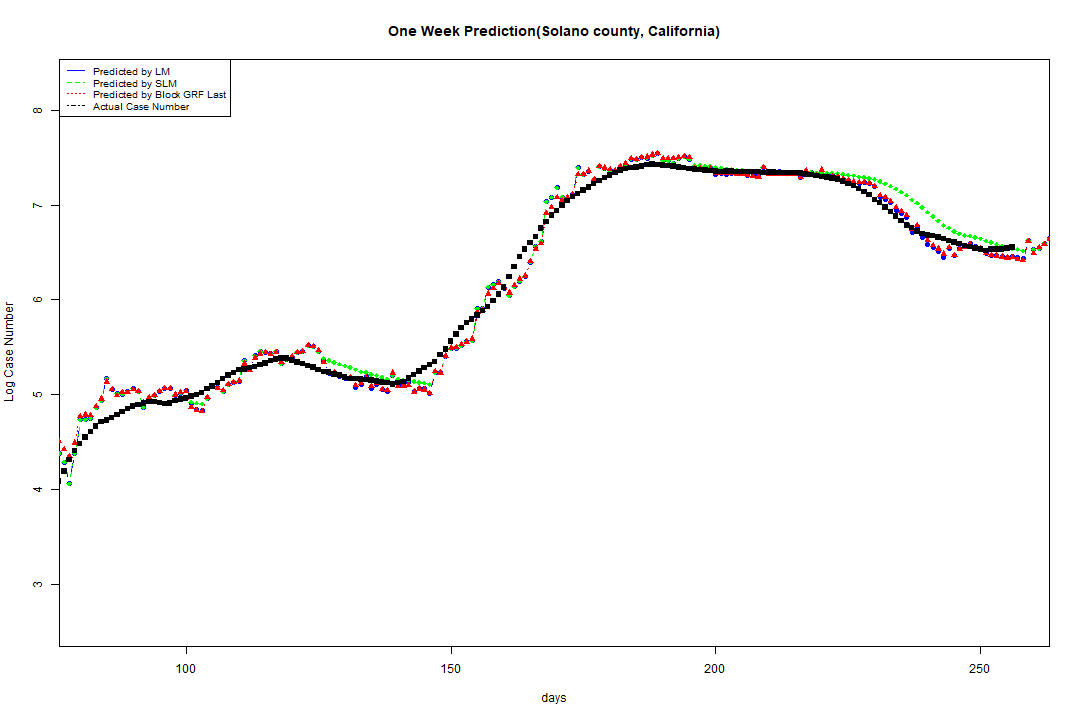 One Week Prediction(Solano county, California)
Predicted by LM
Predicted by SLM
Predicted by Block GRF Last
Actual Case Number
8
7
6
5
4
3
Log Case Number
100 150 200 250
days